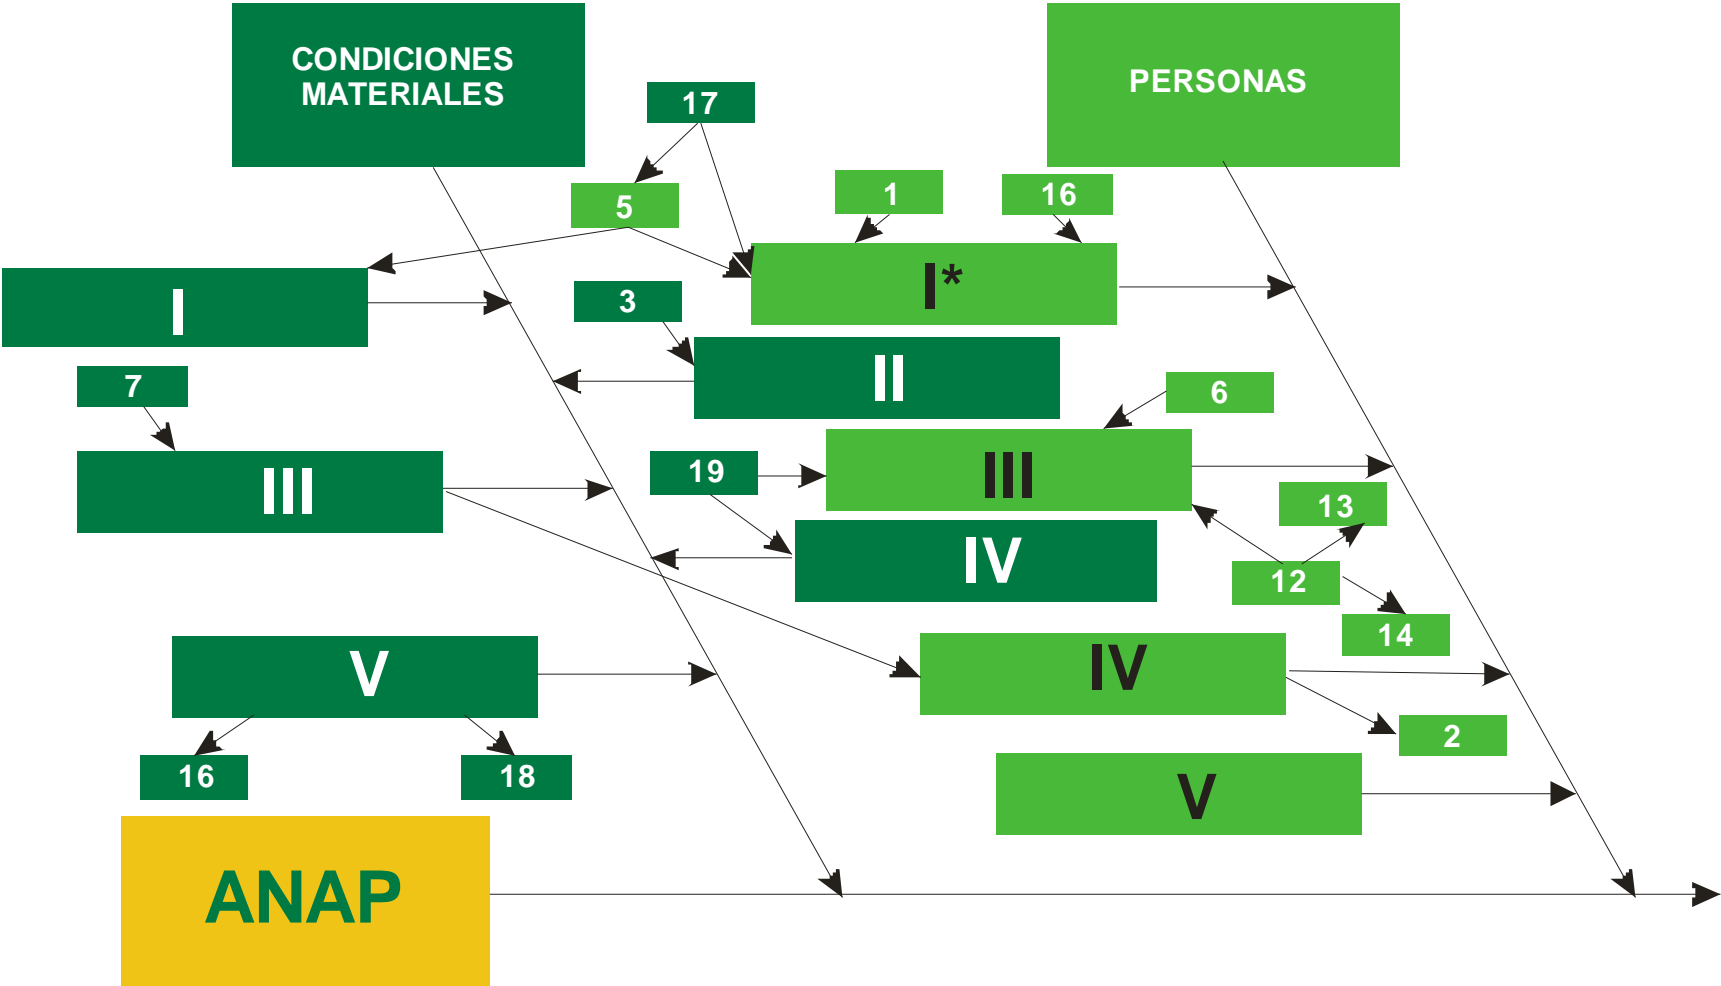 CONDICIONES
MATERIALES
PERSONAS
17
5
1
16
I*
I
3
II
7
6
III
19
III
13
IV
12
14
V
IV
2
16
18
V
ANAP